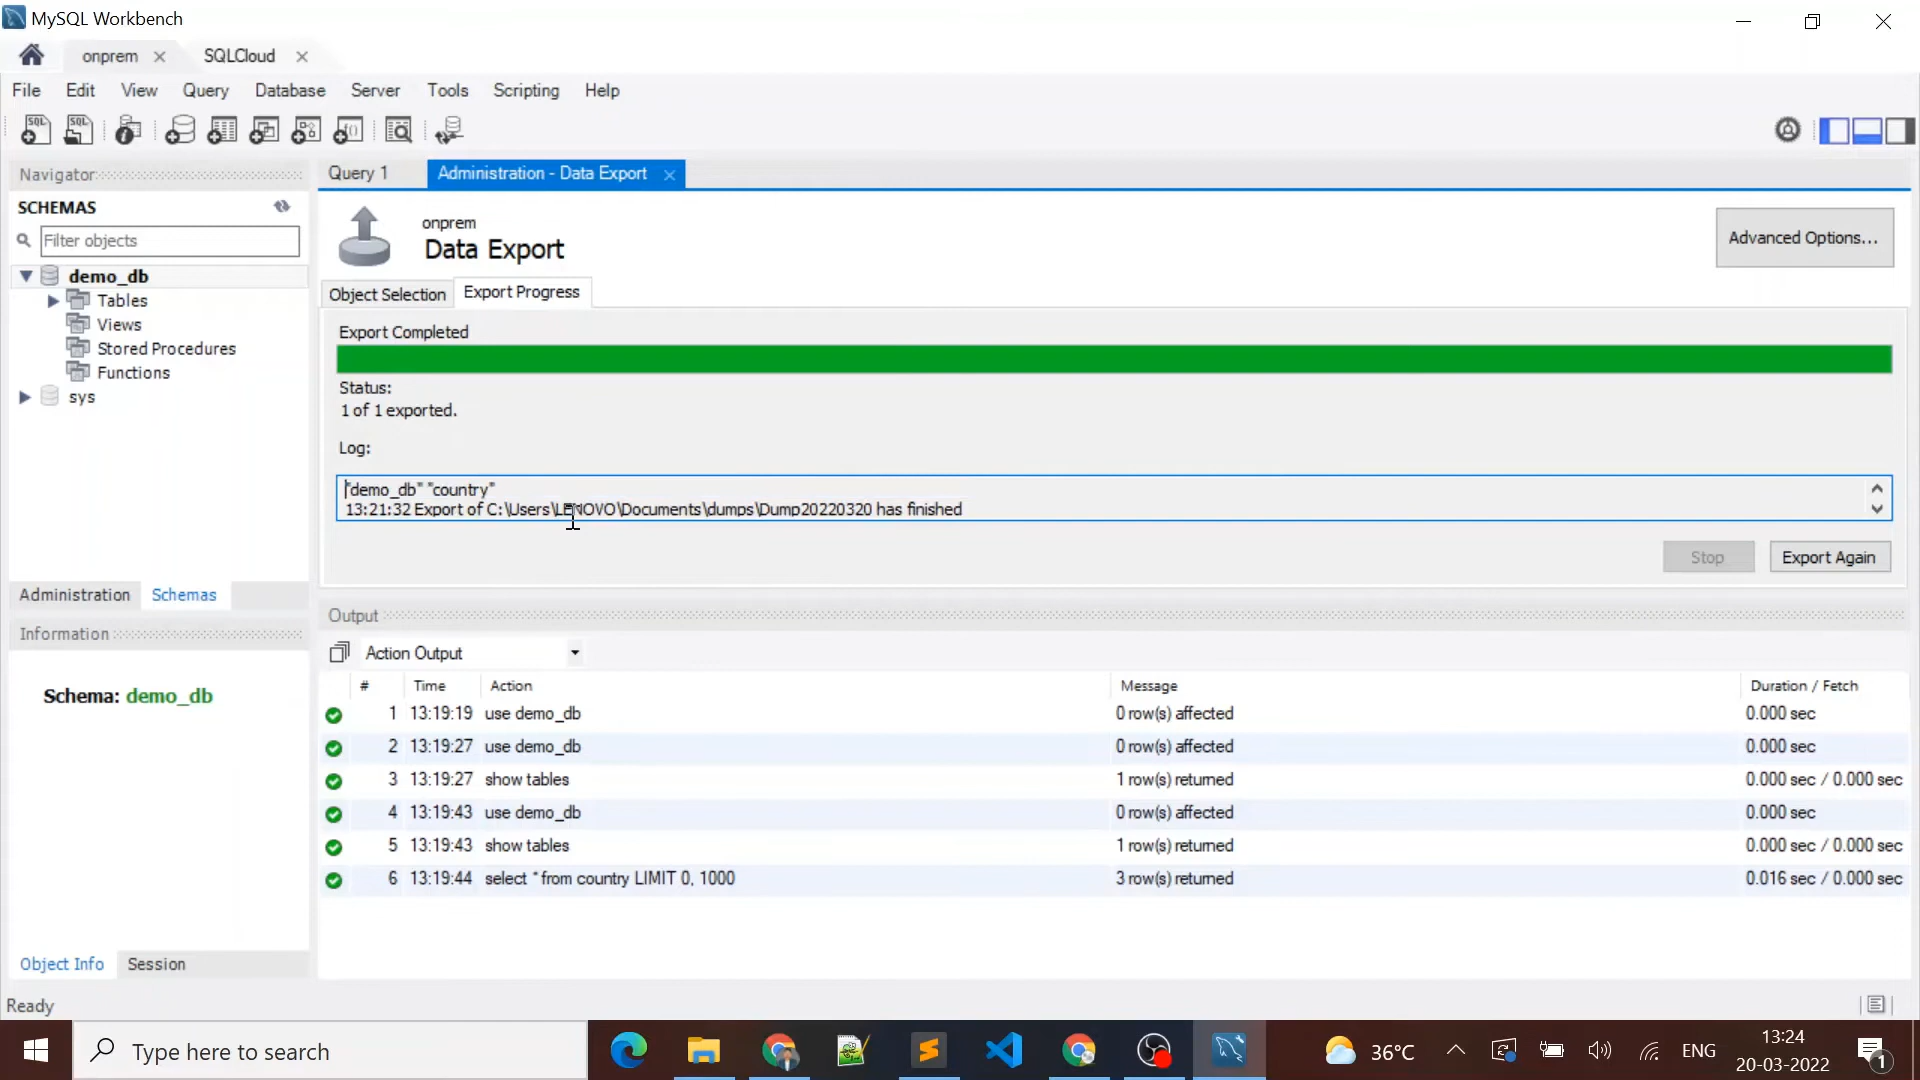 MySQL Workbench
onprem
SQLCloud
File Edit View Query Database Server Tools Scripting Help
SQL SQL
Navigator
SCHEMAS
Filter objects
demo_db
Tables
Views
Stored Procedures
Functions
sys
Administration Schemas
Information
Schema: demo_db
Object Info Session
Query 1
Administration - Data Export
onprem
Data Export
Advanced Options...
Object Selection Export Progress
Export Completed
Status:
1 of 1 exported.
Log:
"demo_db" "country"
13:21:32 Export of C:\Users\LENOVO\Documents\dumps\Dump20220320 has finished
Stop Export Again
Output
Action Output
# Time Action Message Duration / Fetch
1 13:19:19 use demo_db 0 row(s) affected 0.000 sec
2 13:19:27 use demo_db 0 row(s) affected 0.000 sec
3 13:19:27 show tables 1 row(s) returned 0.000 sec / 0.000 sec
4 13:19:43 use demo_db 0 row(s) affected 0.000 sec
5 13:19:43 show tables 1 row(s) returned 0.000 sec / 0.000 sec
6 13:19:44 select * from country LIMIT 0, 1000 3 row(s) returned 0.016 sec / 0.000 sec
Ready
Type here to search
36°C
ENG
13:24
20-03-2022
1